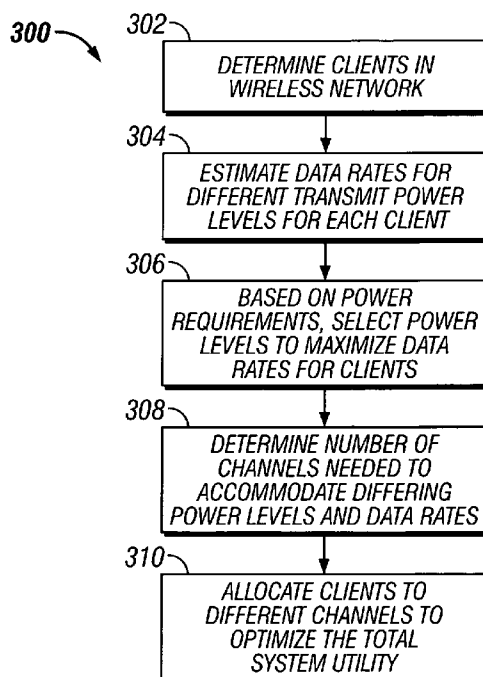 300
302
DETERMINE CLIENTS IN
WIRELESS NETWORK
304
ESTIMATE DATA RATES FOR
DIFFERENT TRANSMIT POWER
LEVELS FOR EACH CLIENT
306
BASED ON POWER
REQUIREMENTS, SELECT POWER
LEVELS TO MAXIMIZE DATA
RATES FOR CLIENTS
308
DETERMINE NUMBER OF
CHANNELS NEEDED TO
ACCOMMODATE DIFFERING
POWER LEVELS AND DATA RATES
310
ALLOCATE CLIENTS TO
DIFFERENT CHANNELS TO
OPTIMIZE THE TOTAL
SYSTEM UTILITY